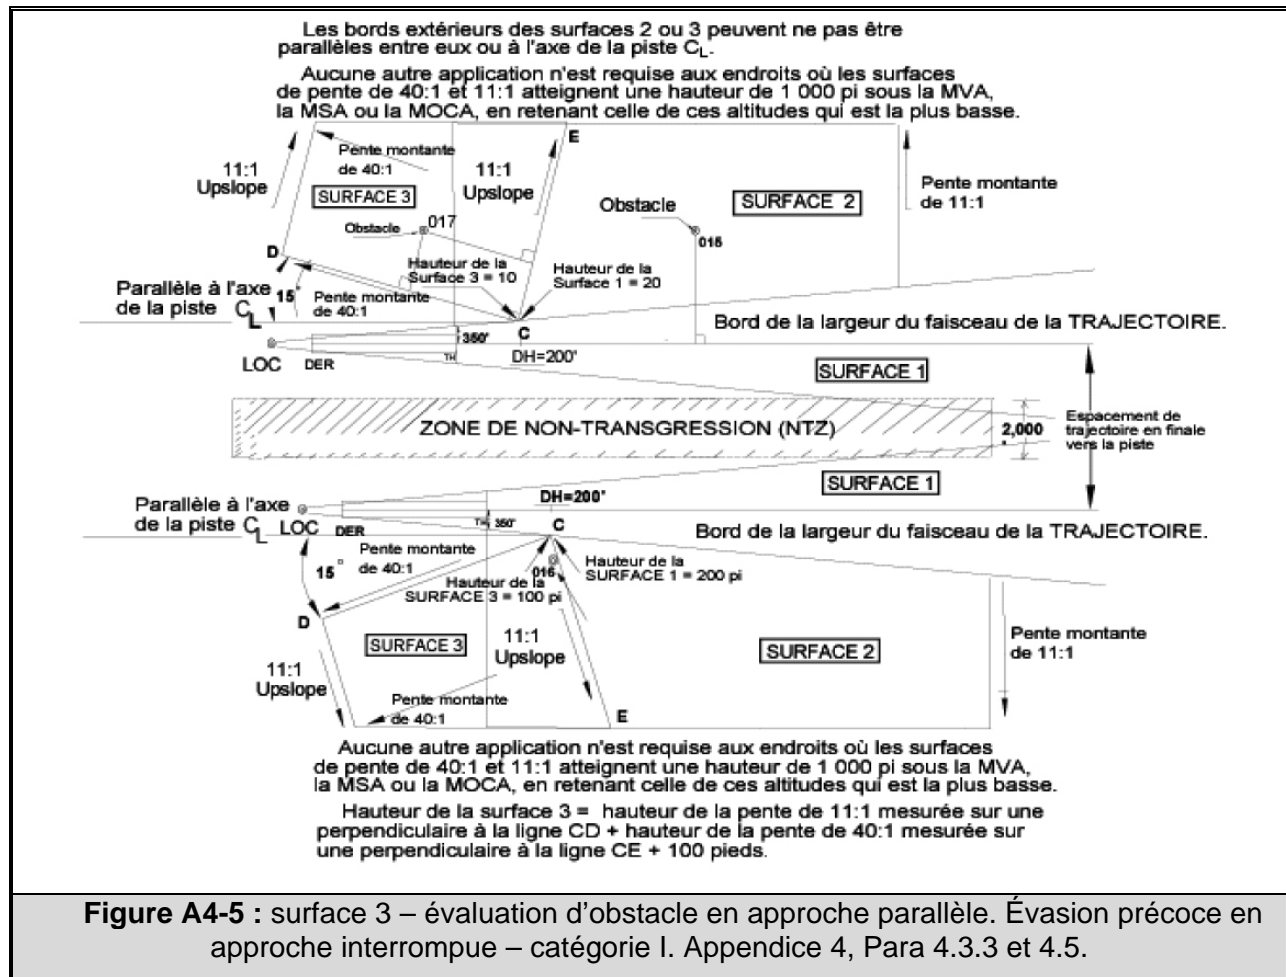 Les bords extérieurs des surfaces 2 ou 3 peuvent ne pas être
parallèles entre eux ou à l'axe de la piste CL.
Aucune autre application n'est requise aux endroits où les surfaces
de pente de 40:1 et 11:1 atteignent une hauteur de 1 000 pi sous la MVA,
la MSA ou la MOCA, en retenant celle de ces altitudes qui est la plus basse.
E
Pente montante
de 40:1
11:1
Upslope
11:1
Upslope
SURFACE 3
Obstacle
017
Obstacle
015
SURFACE 2
Pente montante
de 11:1
D
Hauteur de la
Surface 3 = 10
Hauteur de la
Surface 1 = 20
Parallèle à l'axe
de la piste CL
15°
Pente montante
de 40:1
C
Bord de la largeur du faisceau de la TRAJECTOIRE.
350'
LOC
DER
TH
DH=200'
SURFACE 1
ZONE DE NON-TRANSGRESSION (NTZ)
2,000
Espacement de
trajectoire en finale
vers la piste
SURFACE 1
Parallèle à l'axe
de la piste CL
LOC
DER
TH
350'
DH=200'
C
Bord de la largeur du faisceau de la TRAJECTOIRE.
15°
Pente montante
de 40:1
016
Hauteur de la
SURFACE 1 = 200 pi
Hauteur de la
SURFACE 3 = 100 pi
D
SURFACE 3
11:1
Upslope
SURFACE 2
Pente montante
de 11:1
11:1
Upslope
Pente montante
de 40:1
E
Aucune autre application n'est requise aux endroits où les surfaces
de pente de 40:1 et 11:1 atteignent une hauteur de 1 000 pi sous la MVA,
la MSA ou la MOCA, en retenant celle de ces altitudes qui est la plus basse.
Hauteur de la surface 3 = hauteur de la pente de 11:1 mesurée sur une
perpendiculaire à la ligne CD + hauteur de la pente de 40:1 mesurée sur
une perpendiculaire à la ligne CE + 100 pieds.
Figure A4-5 : surface 3 – évaluation d'obstacle en approche parallèle. Évasion précoce en
approche interrompue – catégorie I. Appendice 4, Para 4.3.3 et 4.5.